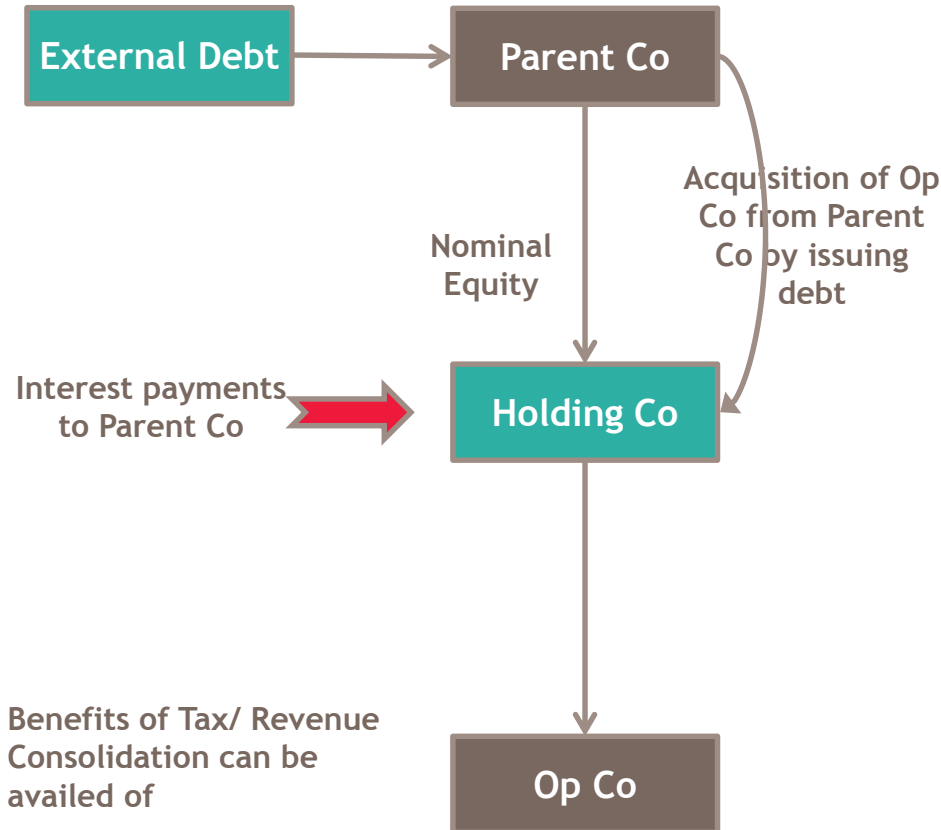 External Debt
Parent Co
Acquisition of Op
Co from Parent
Co by issuing
debt
Nominal
Equity
Interest payments
to Parent Co
Holding Co
Benefits of Tax/ Revenue
Consolidation can be
availed of
Op Co